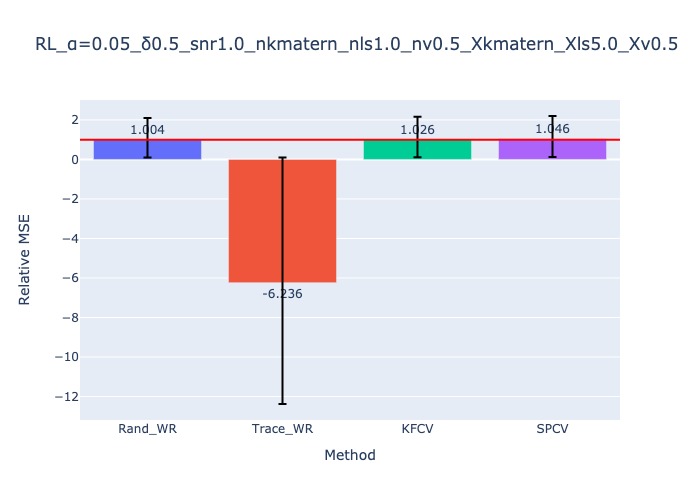 RL_α=0.05_δ0.5_snr1.0_nkmatern_nls1.0_nv0.5_Xkmatern_Xls5.0_Xv0.5
2
0
−2
−4
−6
−8
−10
−12
Relative MSE
1.004
-6.236
1.026
1.046
Rand_WR
Trace_WR
KFCV
SPCV
Method